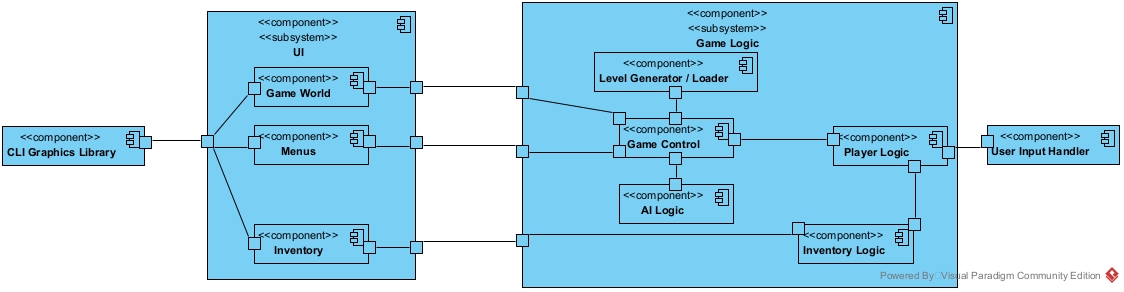 <<component>>
CLI Graphics Library
<<component>>
<<subsystem>>
UI
<<component>>
Game World
<<component>>
Menus
<<component>>
Inventory
<<component>>
<<subsystem>>
Game Logic
<<component>>
Level Generator / Loader
<<component>>
Game Control
<<component>>
AI Logic
<<component>>
Player Logic
<<component>>
Inventory Logic
<<component>>
User Input Handler
Powered By Visual Paradigm Community Edition